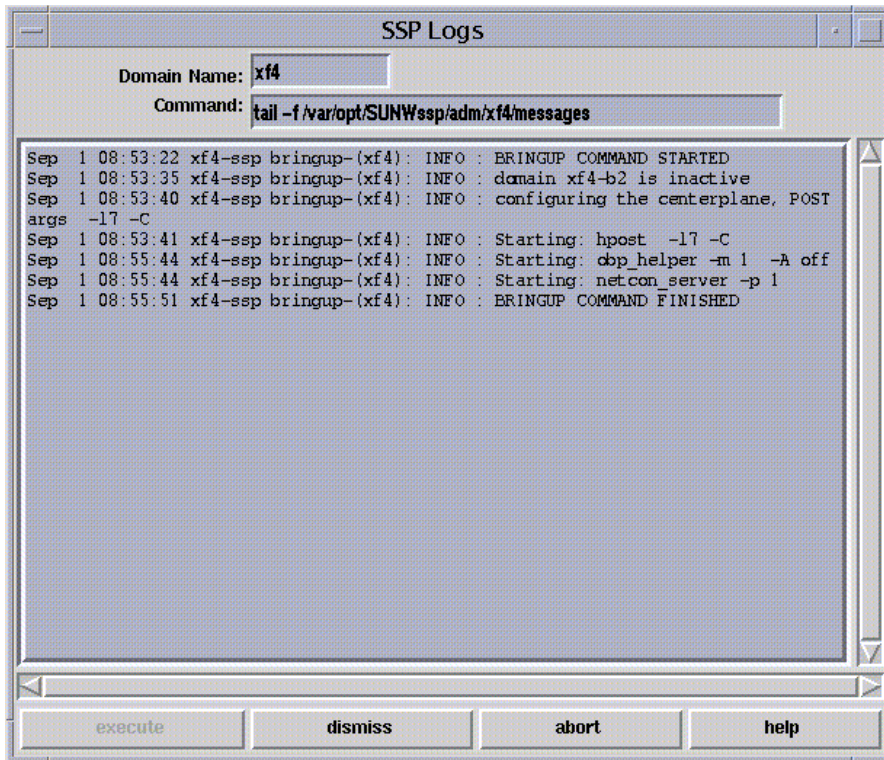 SSP Logs
Domain Name: xf4
Command: tail -f /var/opt/SUNWssp/adm/xf4/messages
Sep 1 08:53:22 xf4-ssp bringup-(xf4): INFO : BRINGUP COMMAND STARTED
Sep 1 08:53:35 xf4-ssp bringup-(xf4): INFO : domain xf4-b2 is inactive
Sep 1 08:53:40 xf4-ssp bringup-(xf4): INFO : configuring the centerplane, POST
args -l7 -C
Sep 1 08:53:41 xf4-ssp bringup-(xf4): INFO : Starting: hpost -l7 -C
Sep 1 08:55:44 xf4-ssp bringup-(xf4): INFO : Starting: obp_helper -m 1 -A off
Sep 1 08:55:44 xf4-ssp bringup-(xf4): INFO : Starting: netcon_server -p 1
Sep 1 08:55:51 xf4-ssp bringup-(xf4): INFO : BRINGUP COMMAND FINISHED
execute dismiss abort help